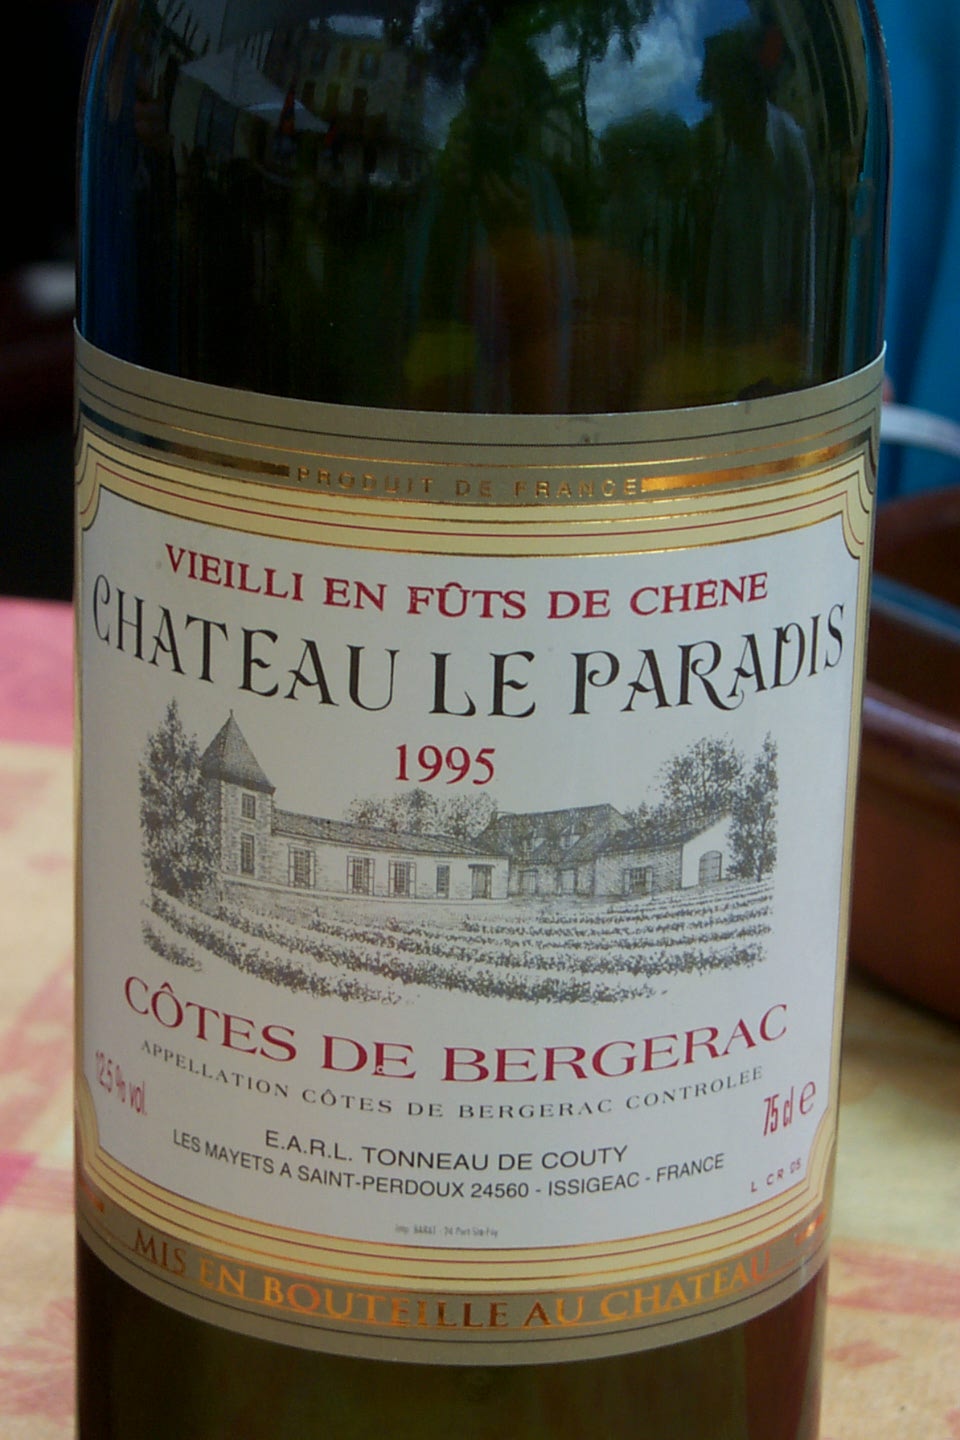 PRODUIT DE FRANCE
VIEILLI EN FÛTS DE CHÊNE
CHATEAU LE PARADIS
1995
CÔTES DE BERGERAC
APPELLATION CÔTES DE BERGERAC CONTROLEE
12,5 % vol.
75 cl e
E.A.R.L. TONNEAU DE COUTY
LES MAYETS A SAINT-PERDOUX 24560 - ISSIGEAC - FRANCE
L CR 05
MIS EN BOUTEILLE AU CHATEAU